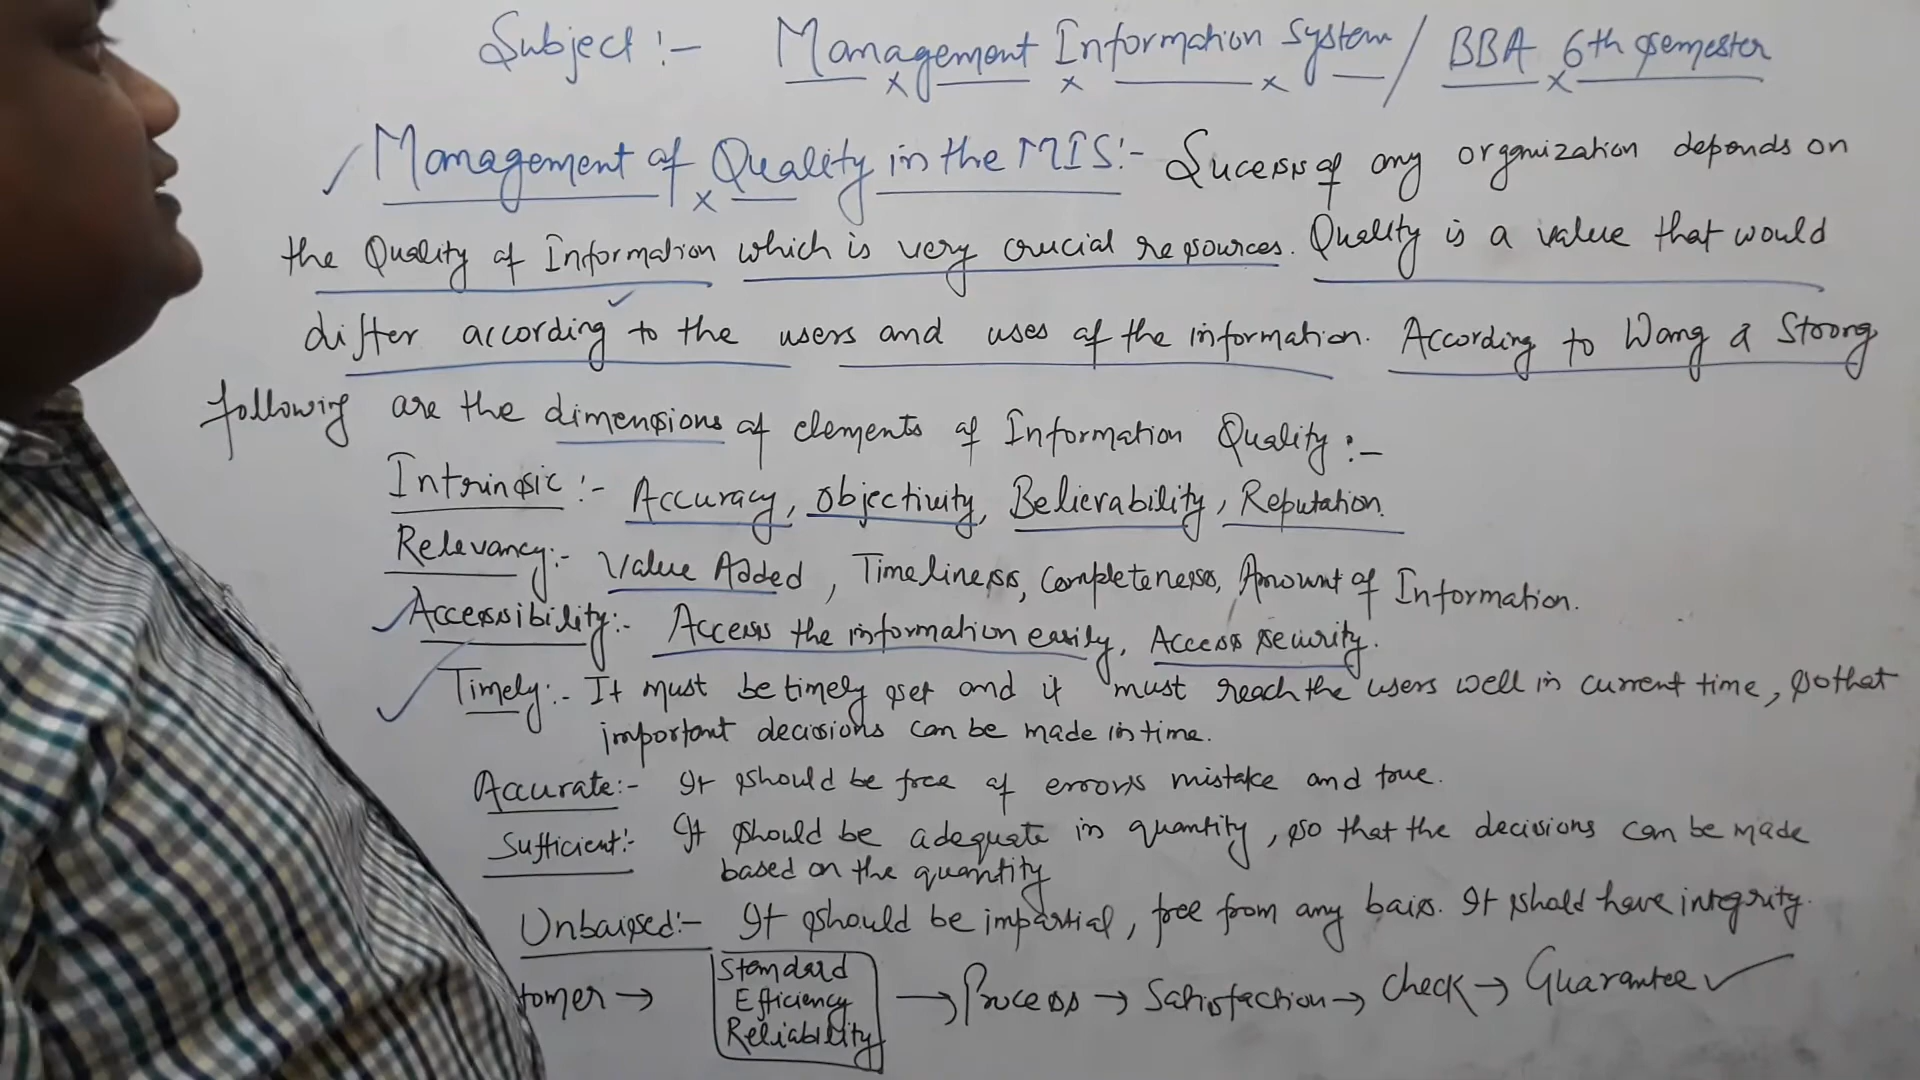 Subject :- Management Information System / BBA 6th Semester
Management of Quality in the MIS :- Sucess of any organization depends on
the Quality of Information which is very crucial resources. Quality is a value that would
differ according to the users and uses of the information. According to Wang & Strong
following are the dimensions of elements of Information Quality :-
Intrinsic :- Accuracy, Objectivity, Believability, Reputation.
Relevancy :- Value Added, Timeliness, Completeness, Amount of Information.
Accessibility :- Access the information easily, Access security.
Timely :- It must be timely set and it must reach the users well in current time, so that
important decisions can be made in time.
Accurate :- It should be free of errors mistake and true.
Sufficient :- It should be adequate in quantity, so that the decisions can be made
based on the quantity
Unbaised :- It should be impartial, free from any bais. It shold have integrity.
tomer → Standard → Process → Satisfaction → Check → Guarantee
Efficiency
Reliability